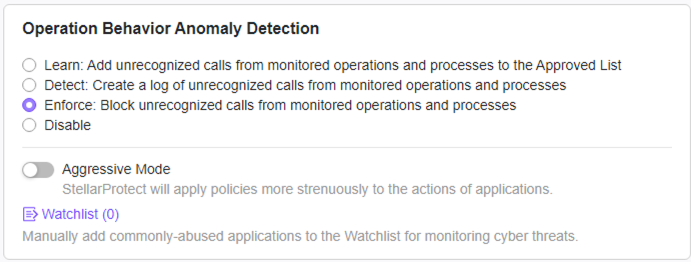 Operation Behavior Anomaly Detection
Learn: Add unrecognized calls from monitored operations and processes to the Approved List
Detect: Create a log of unrecognized calls from monitored operations and processes
Enforce: Block unrecognized calls from monitored operations and processes
Disable
Aggressive Mode
StellarProtect will apply policies more strenuously to the actions of applications.
Watchlist (0)
Manually add commonly-abused applications to the Watchlist for monitoring cyber threats.